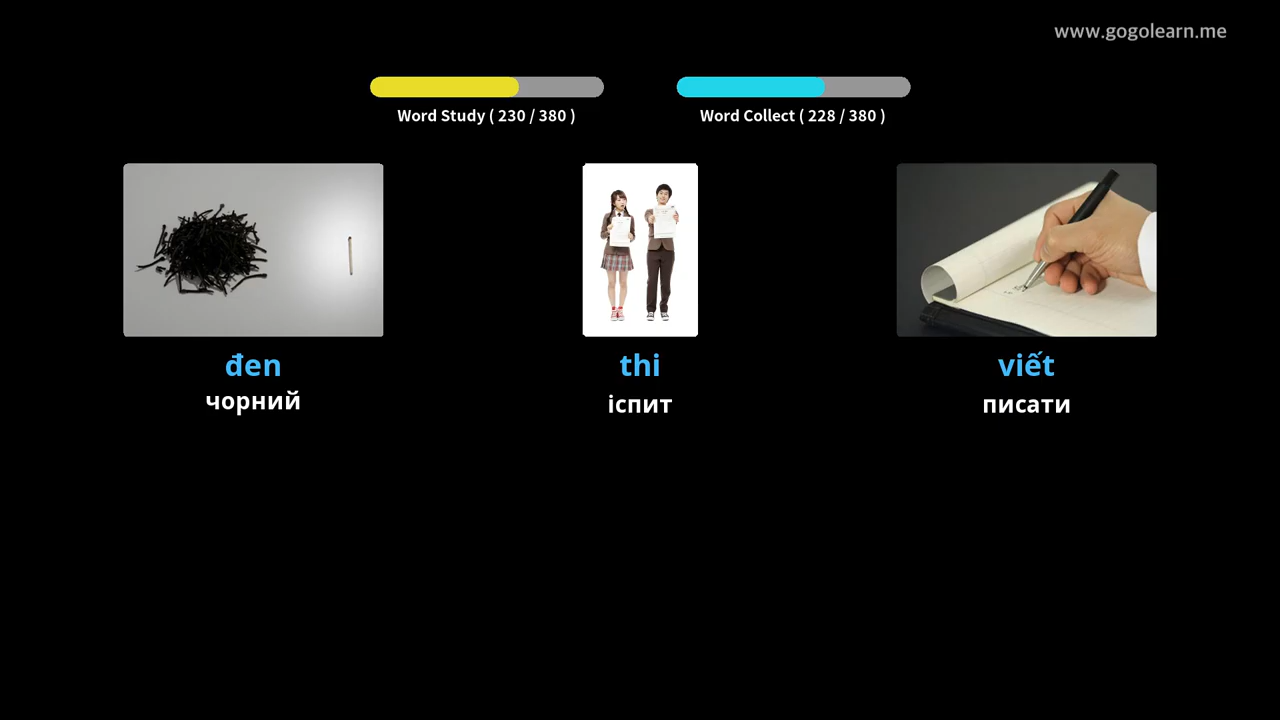 www.gogolearn.me
Word Study ( 230 / 380 )
Word Collect ( 228 / 380 )
đen
thi
viết
чорний
іспит
писати